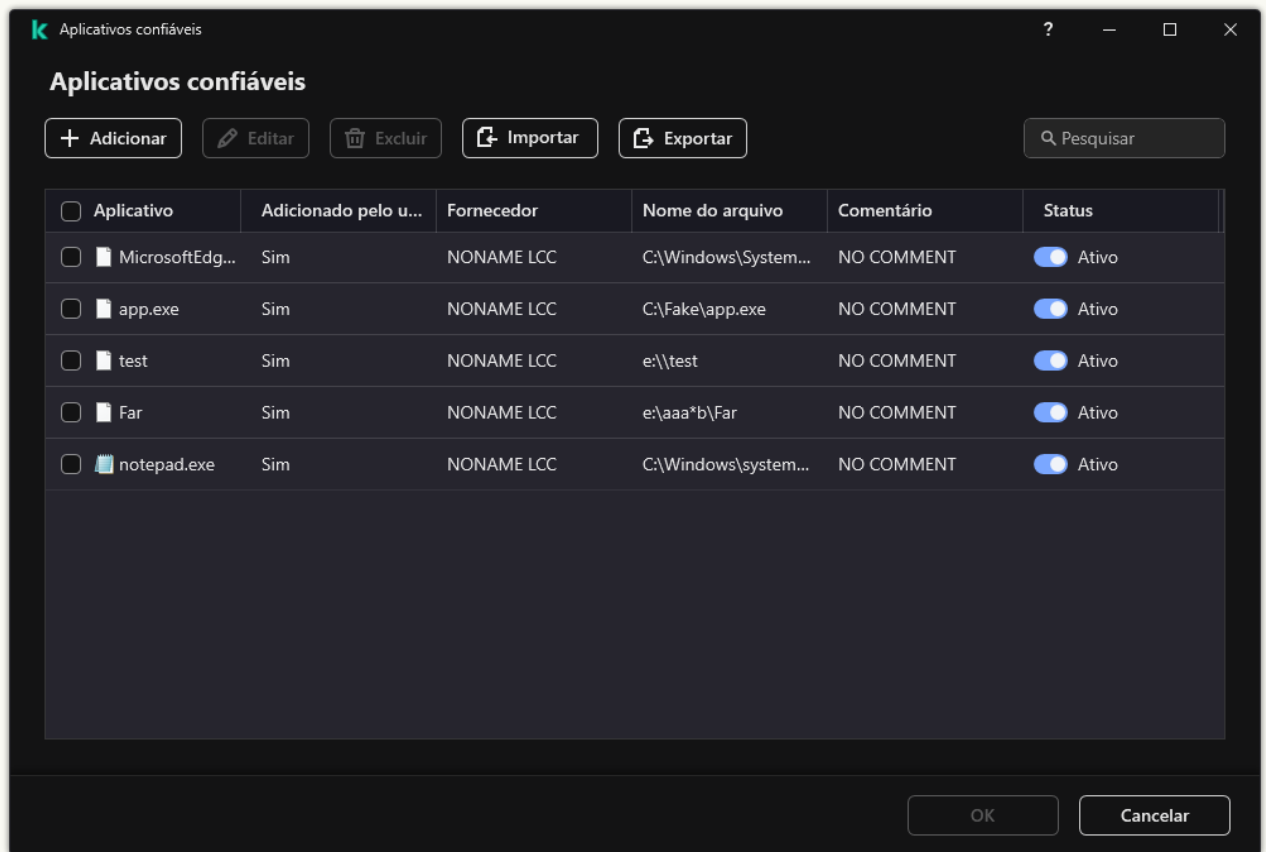 Aplicativos confiáveis
?
Aplicativos confiáveis
Adicionar Editar Excluir Importar Exportar Pesquisar
Aplicativo Adicionado pelo u... Fornecedor Nome do arquivo Comentário Status
MicrosoftEdg... Sim NONAME LCC C:\Windows\System... NO COMMENT Ativo
app.exe Sim NONAME LCC C:\Fake\app.exe NO COMMENT Ativo
test Sim NONAME LCC e:\\test NO COMMENT Ativo
Far Sim NONAME LCC e:\aaa*b\Far NO COMMENT Ativo
notepad.exe Sim NONAME LCC C:\Windows\system... NO COMMENT Ativo
OK Cancelar